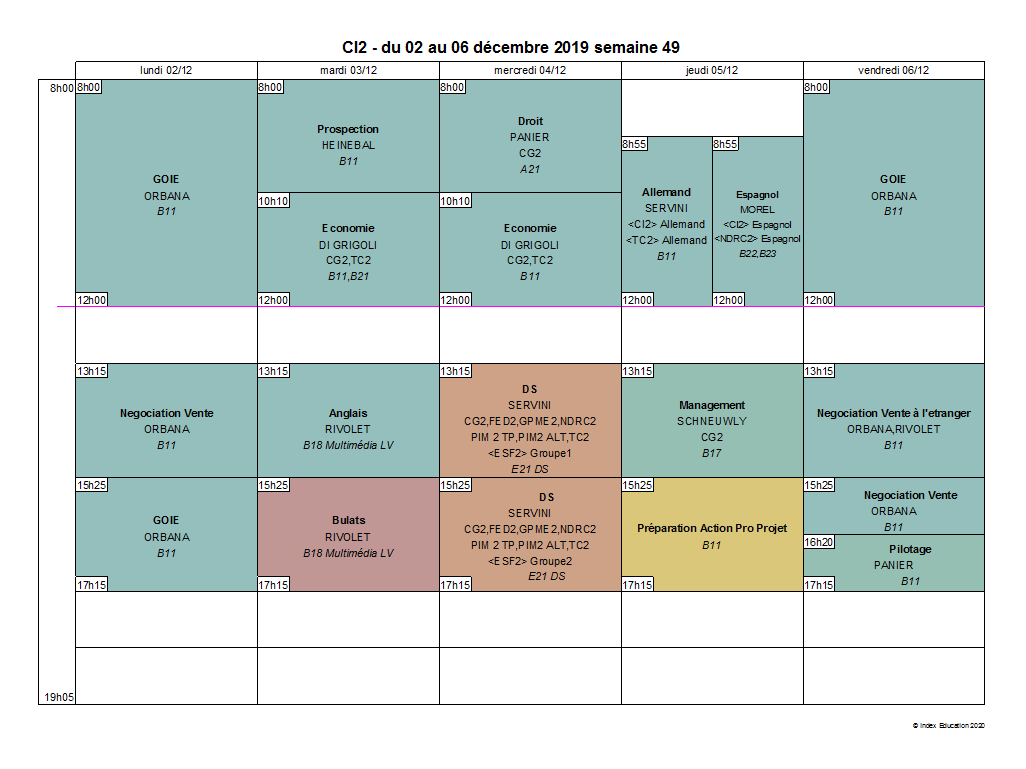 CI2 - du 02 au 06 décembre 2019 semaine 49
lundi 02/12
mardi 03/12
mercredi 04/12
jeudi 05/12
vendredi 06/12
8h00
8h00
GOIE
ORBANA
B11
12h00
13h15
Negociation Vente
ORBANA
B11
15h25
GOIE
ORBANA
B11
17h15
8h00
Prospection
HEINEBAL
B11
10h10
Economie
DI GRIGOLI
CG2,TC2
B11,B21
12h00
13h15
Anglais
RIVOLET
B18 Multimédia LV
15h25
Bulats
RIVOLET
B18 Multimédia LV
17h15
8h00
Droit
PANIER
CG2
A21
10h10
Economie
DI GRIGOLI
CG2,TC2
B11
12h00
13h15
DS
SERVINI
CG2,FED2,GPME2,NDRC2
PIM 2 TP,PIM2 ALT,TC2
<ESF2> Groupe1
E21 DS
15h25
DS
SERVINI
CG2,FED2,GPME2,NDRC2
PIM 2 TP,PIM2 ALT,TC2
<ESF2> Groupe2
E21 DS
17h15
8h55
Allemand
SERVINI
<CI2> Allemand
<TC2> Allemand
B11
12h00
8h55
Espagnol
MOREL
<CI2> Espagnol
<NDRC2> Espagnol
B22,B23
12h00
13h15
Management
SCHNEUWLY
CG2
B17
15h25
Préparation Action Pro Projet
B11
17h15
8h00
GOIE
ORBANA
B11
12h00
13h15
Negociation Vente à l'etranger
ORBANA,RIVOLET
B11
15h25
Negociation Vente
ORBANA
B11
16h20
Pilotage
PANIER
B11
17h15
19h05
© Index Education 2020